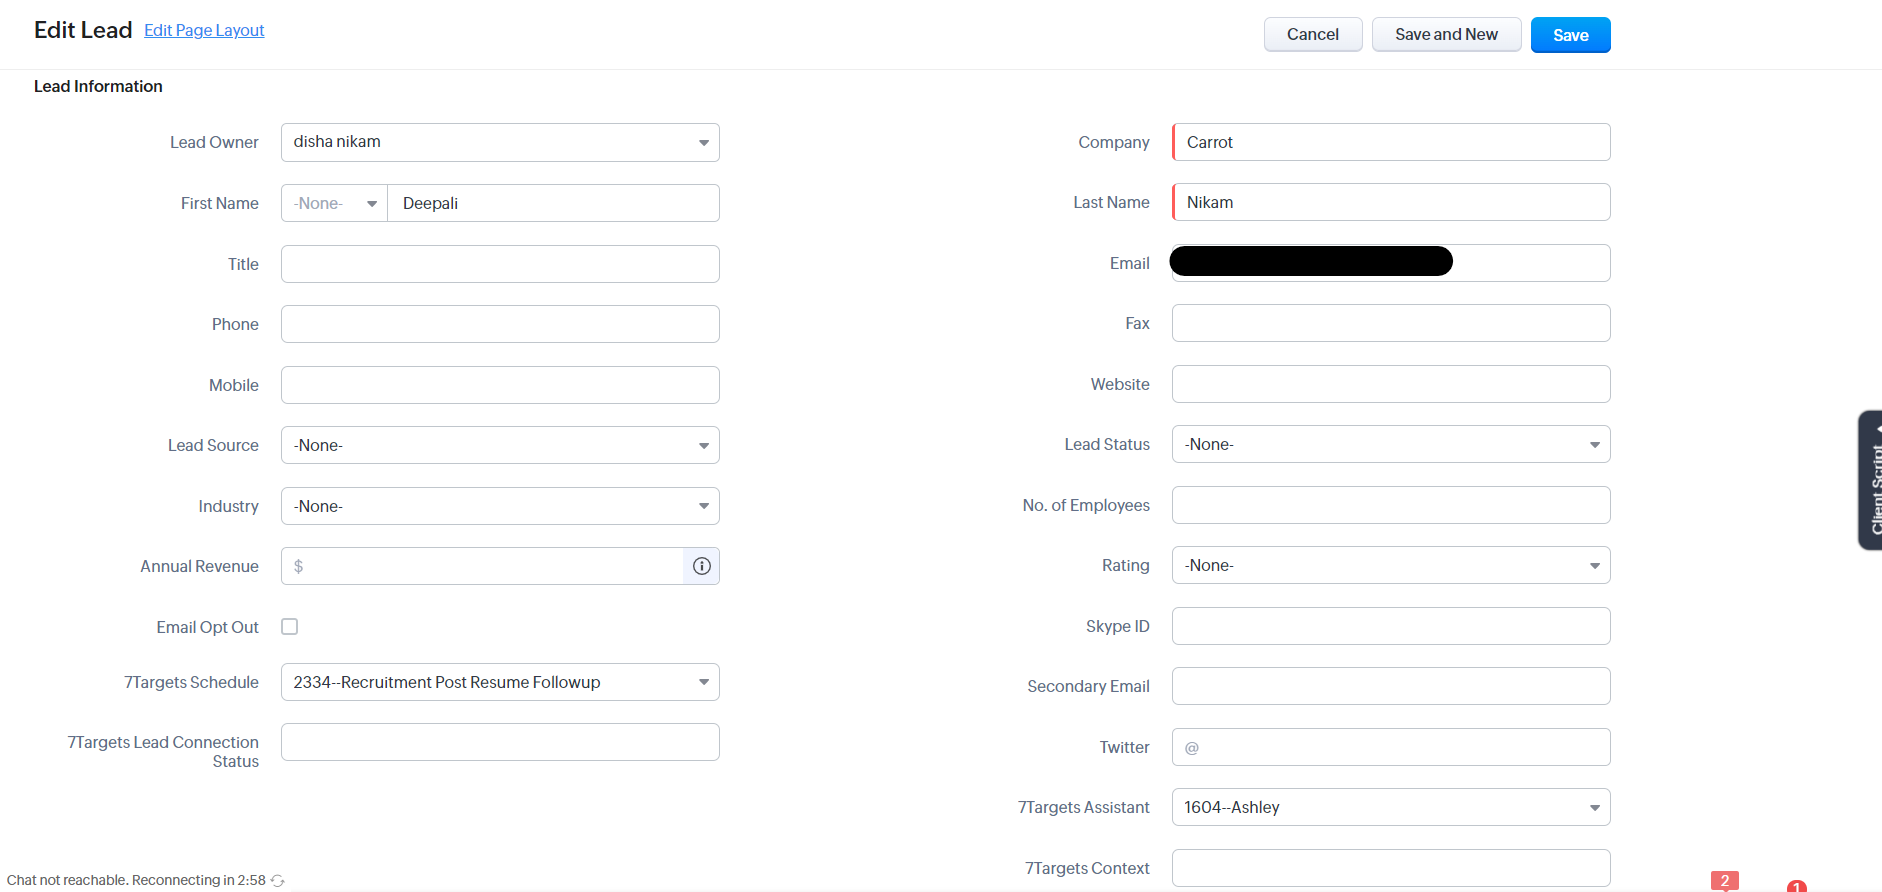 Edit Lead Edit Page Layout Cancel Save and New Save
Lead Information
Lead Owner disha nikam
Company Carrot
First Name -None- Deepali
Last Name Nikam
Title
Email
Phone
Fax
Mobile
Website
Lead Source -None-
Lead Status -None-
Industry -None-
No. of Employees
Annual Revenue $
Rating -None-
Email Opt Out
Skype ID
7Targets Schedule 2334--Recruitment Post Resume Followup
Secondary Email
7Targets Lead Connection
Status
Twitter @
7Targets Assistant 1604--Ashley
7Targets Context
Client Script
Chat not reachable. Reconnecting in 2:58
2
1